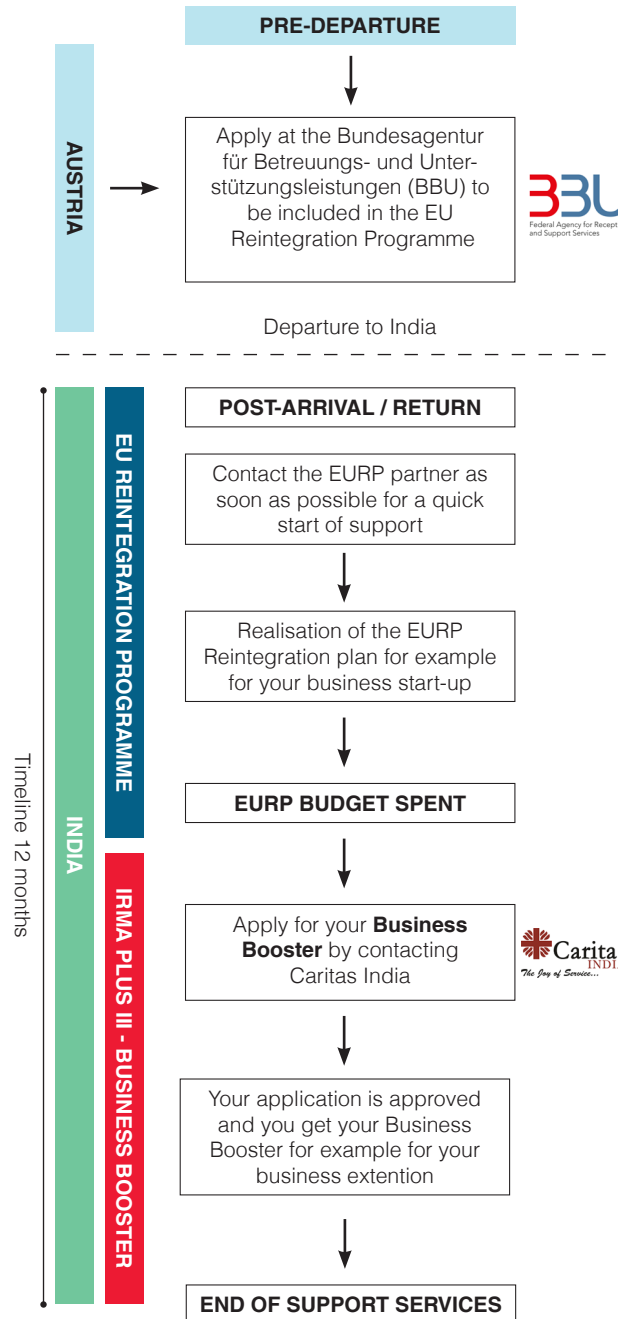 PRE-DEPARTURE
AUSTRIA
Apply at the Bundesagentur
für Betreuungs- und Unter-
stützungsleistungen (BBU) to
be included in the EU
Reintegration Programme
BBU
Federal Agency for Recept
and Support Services
Departure to India
Timeline 12 months
INDIA
EU REINTEGRATION PROGRAMME
POST-ARRIVAL / RETURN
Contact the EURP partner as
soon as possible for a quick
start of support
Realisation of the EURP
Reintegration plan for example
for your business start-up
EURP BUDGET SPENT
IRMA PLUS III - BUSINESS BOOSTER
Apply for your Business
Booster by contacting
Caritas India
Carita
INDI
The Joy of Service...
Your application is approved
and you get your Business
Booster for example for your
business extention
END OF SUPPORT SERVICES